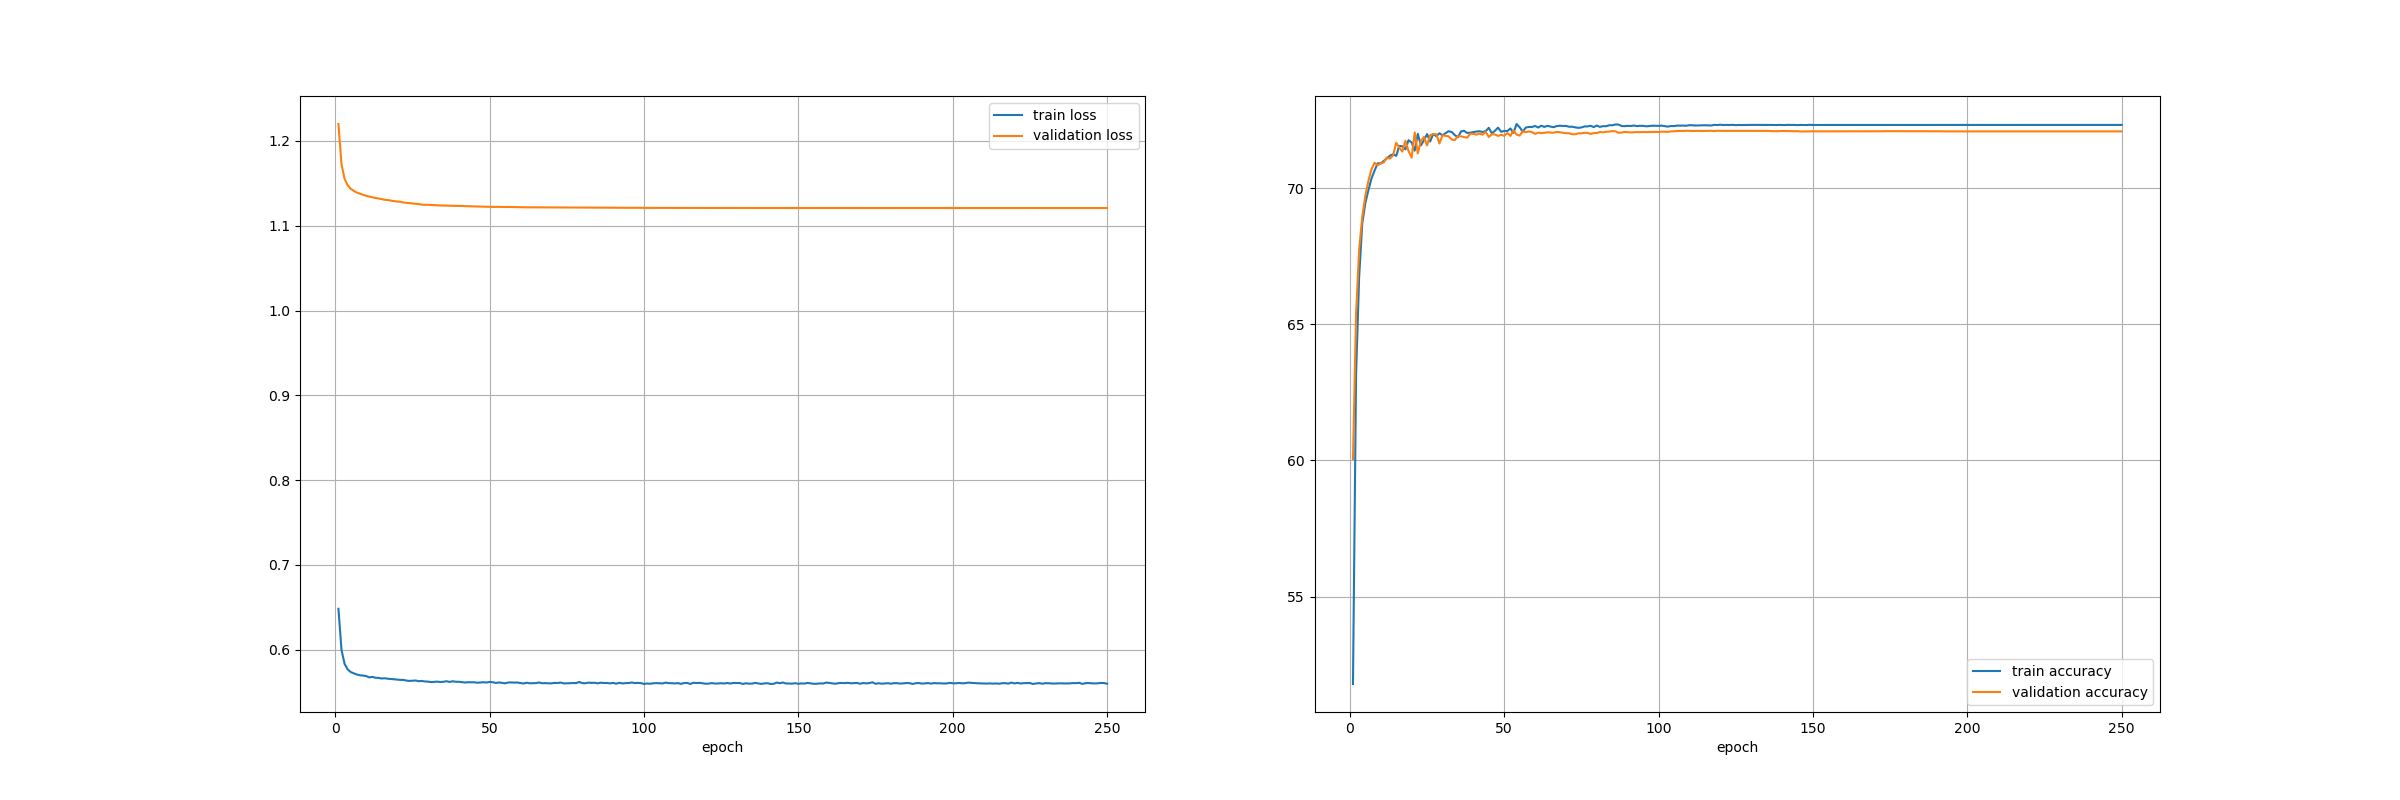 train loss
validation loss
1.2
1.1
1.0
0.9
0.8
0.7
0.6
0 50 100 150 200 250
epoch
70
65
60
55
train accuracy
validation accuracy
0 50 100 150 200 250
epoch